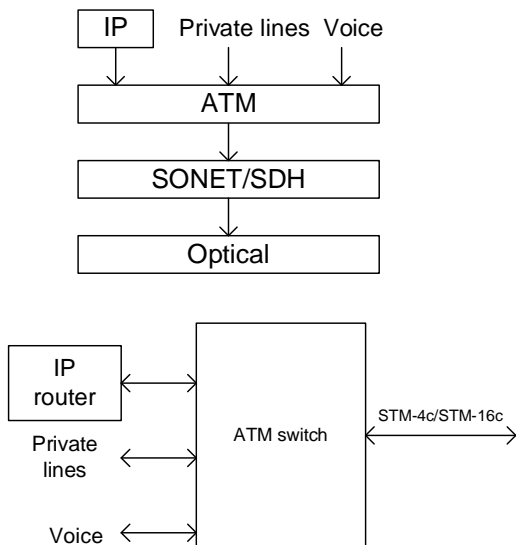 IP Private lines Voice
ATM
SONET/SDH
Optical
IP
router
Private
lines
Voice
ATM switch
STM-4c/STM-16c